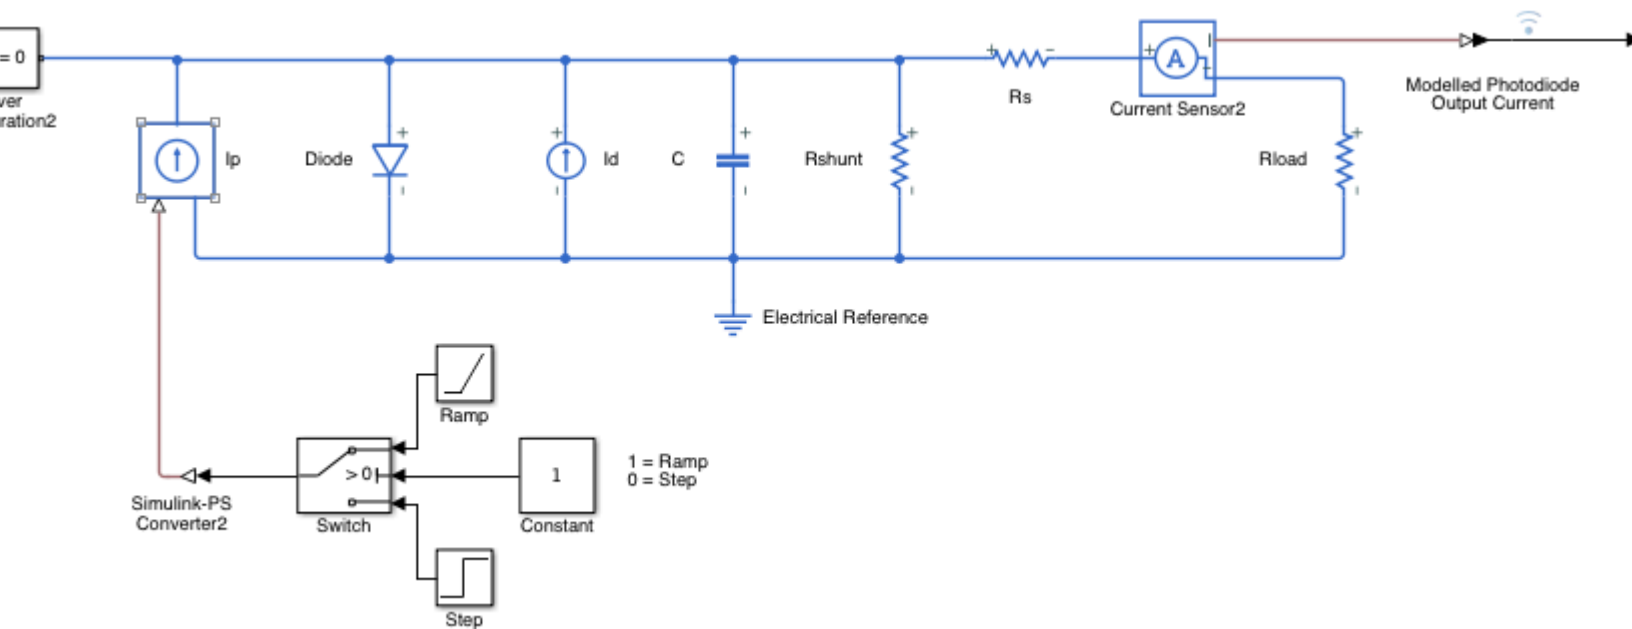 = 0
ver
ration2
Ip
Diode
+
-
+
Id
-
C
+
-
Rshunt
+
-
+
-
Rs
+
A
I
-
Current Sensor2
Modelled Photodiode
Output Current
Rload
+
-
Electrical Reference
Ramp
> 0
Switch
1
Constant
1 = Ramp
0 = Step
Simulink-PS
Converter2
Step